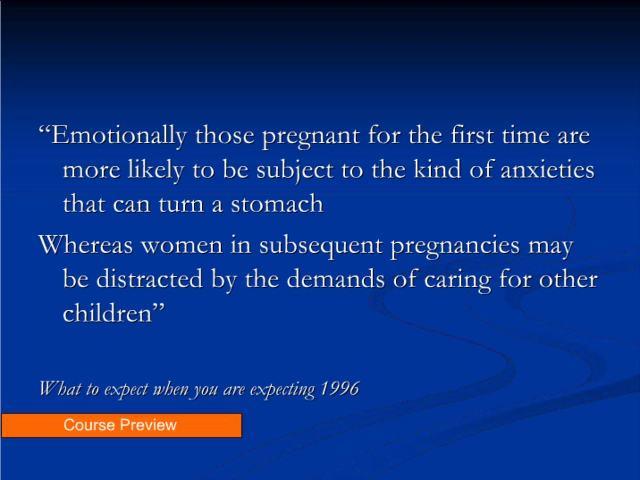 “Emotionally those pregnant for the first time are
more likely to be subject to the kind of anxieties
that can turn a stomach
Whereas women in subsequent pregnancies may
be distracted by the demands of caring for other
children”
What to expect when you are expecting 1996
Course Preview